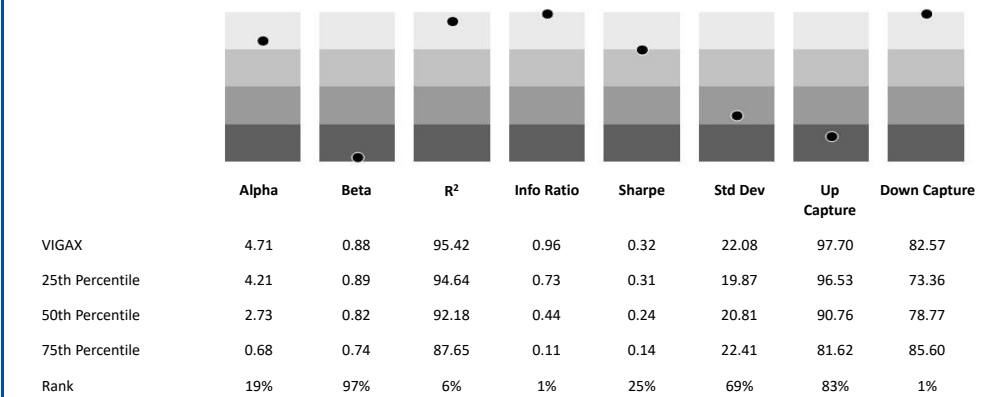 Alpha Beta R² Info Ratio Sharpe Std Dev Up Capture Down Capture
VIGAX 4.71 0.88 95.42 0.96 0.32 22.08 97.70 82.57
25th Percentile 4.21 0.89 94.64 0.73 0.31 19.87 96.53 73.36
50th Percentile 2.73 0.82 92.18 0.44 0.24 20.81 90.76 78.77
75th Percentile 0.68 0.74 87.65 0.11 0.14 22.41 81.62 85.60
Rank 19% 97% 6% 1% 25% 69% 83% 1%